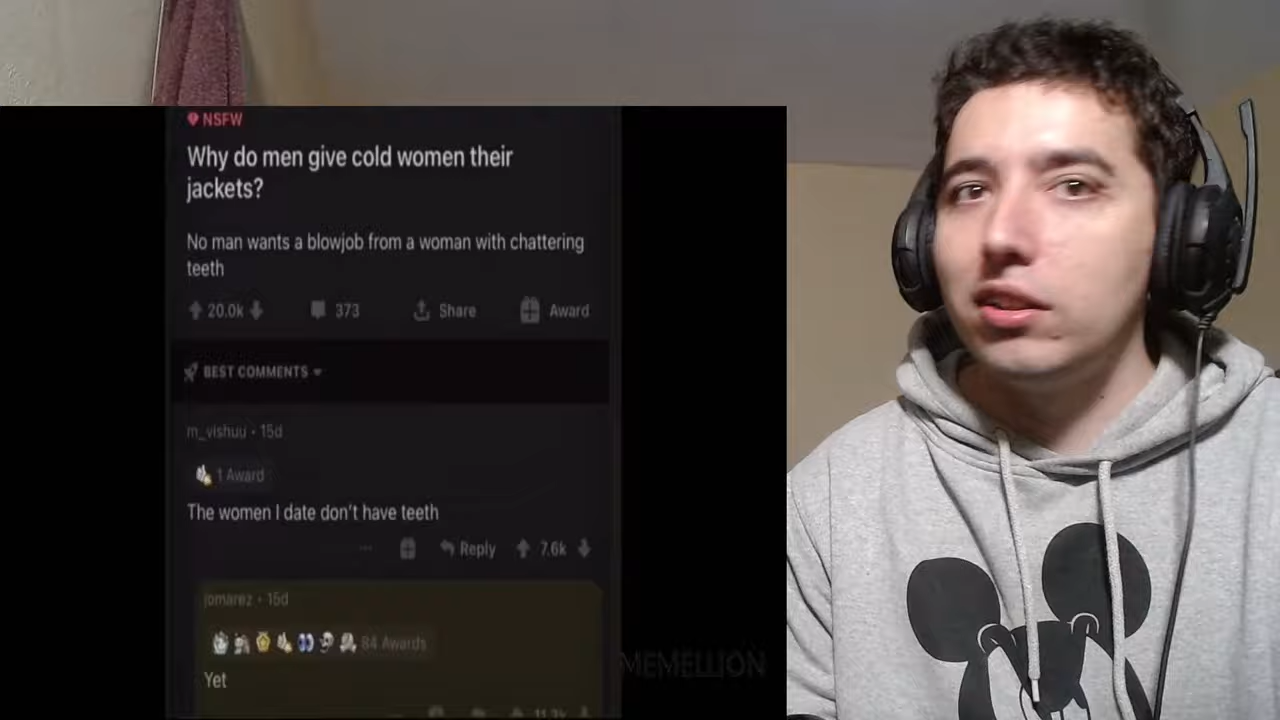 NSFW
Why do men give cold women their
jackets?
No man wants a blowjob from a woman with chattering
teeth
20.0k 373 Share Award
BEST COMMENTS
m_vishuu • 15d
1 Award
The women I date don't have teeth
Reply 7.6k
jomarez • 15d
84 Awards
Yet
MEMELLION